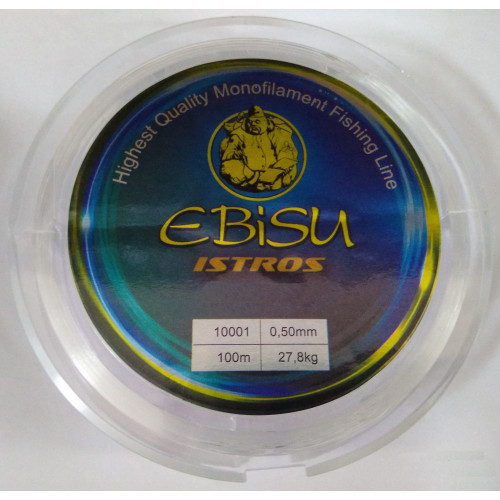 Highest Quality Monofilament Fishing Line
EBiSU
ISTROS
10001 0,50mm
100m 27,8kg